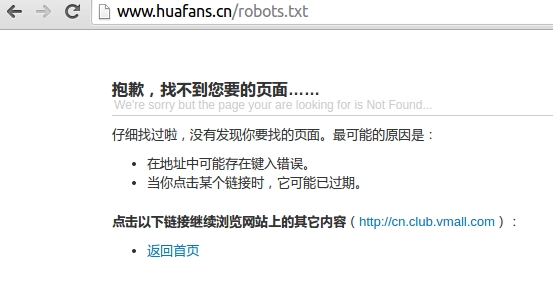 www.huafans.cn/robots.txt
抱歉，找不到您要的页面……
We're sorry but the page your are looking for is Not Found...
仔细找过啦，没有发现你要找的页面。最可能的原因是：
• 在地址中可能存在键入错误。
• 当你点击某个链接时，它可能已过期。
点击以下链接继续浏览网站上的其它内容（http://cn.club.vmall.com）：
• 返回首页